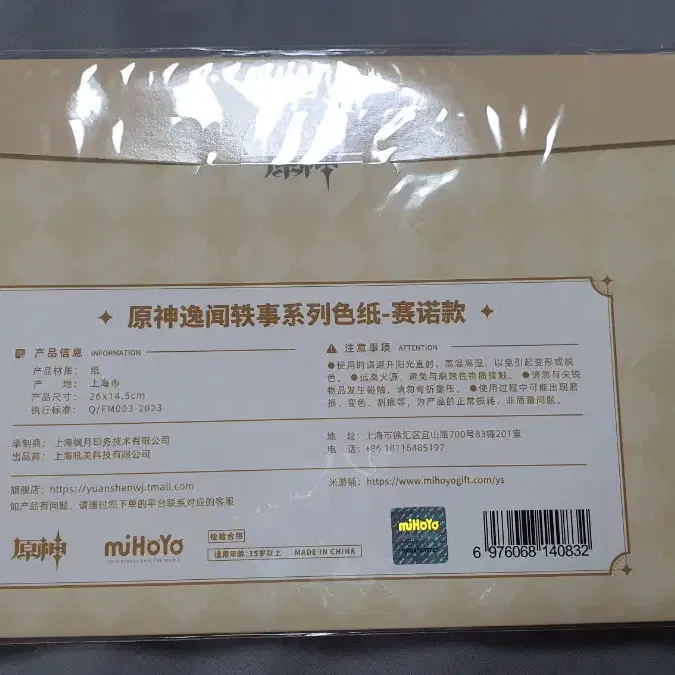 原神
✦ 原神逸闻轶事系列色纸-赛诺款 ✦
产品信息 INFORMATION
产品材质：纸
产　　地：上海市
产品尺寸：26x14.5cm
执行标准：Q/FM003-2023
注意事项 ATTENTION
●使用时请避开阳光直射、高温高湿，以免引起变形或脱
色。●远离火源，避免与腐蚀性物质接触。●请勿与尖锐
物品发生碰触，请勿弯折重压。●使用过程中可能出现磨
损、变色、刮痕等，为产品的正常损耗，非质量问题。
承制商：上海枫月印务技术有限公司
出品商：上海吼美科技有限公司
地　址：上海市徐汇区宜山路700号83幢201室
电　话：+86 18116485197
旗舰店：https://yuanshenwj.tmall.com
米游铺：https://www.mihoyogift.com/ys
如产品有问题，请通过您下单的平台联系对应的客服
原神
miHoYo
TECH OTAKUS SAVE THE WORLD
检验合格
适用年龄：15岁以上
MADE IN CHINA
miHoYo
6 976068 140832